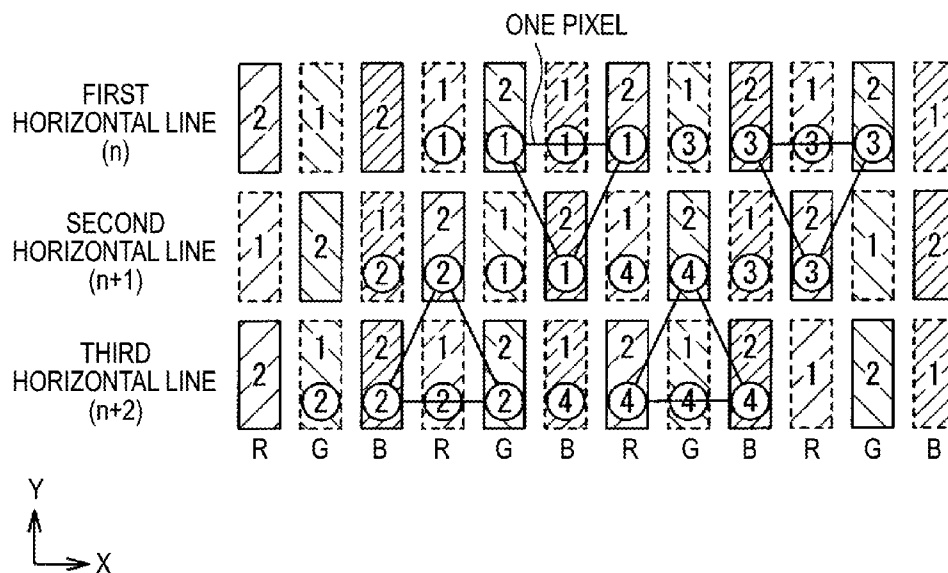 ONE PIXEL
FIRST
HORIZONTAL LINE
(n)
2 1 2 1 2 1 2 1 2 1 2 1
1 1 1 1 3 3 3 3
SECOND
HORIZONTAL LINE
(n+1)
1 2 1 2 1 2 1 2 1 2 1 2
2 2 1 1 4 4 3 3
THIRD
HORIZONTAL LINE
(n+2)
2 1 2 1 2 1 2 1 2 1 2 1
2 2 2 2 4 4 4 4
R G B R G B R G B R G B
Y
X